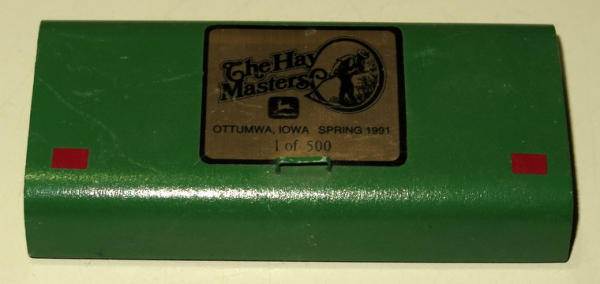 The Hay
Masters
OTTUMWA, IOWA SPRING 1991
1 of 500